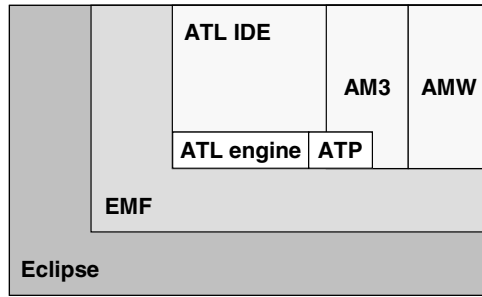 ATL IDE
AM3
AMW
ATL engine
ATP
EMF
Eclipse